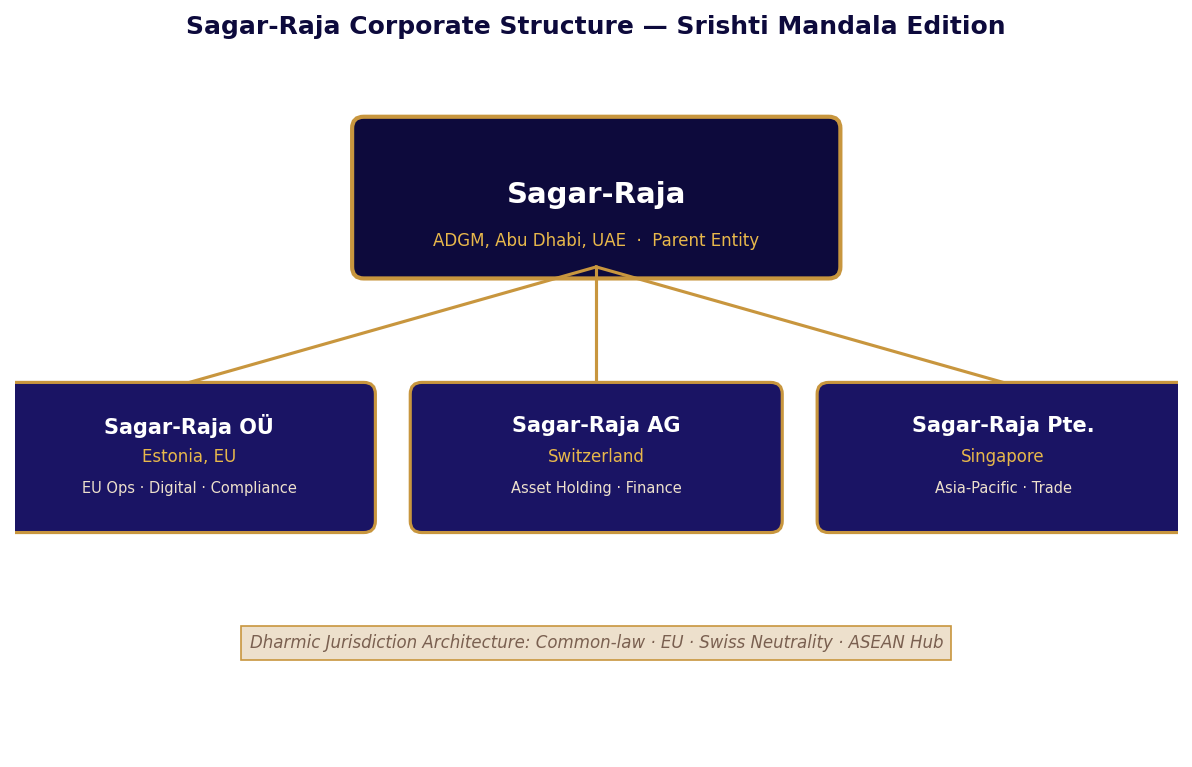 Sagar-Raja Corporate Structure — Srishti Mandala Edition
Sagar-Raja
ADGM, Abu Dhabi, UAE · Parent Entity
Sagar-Raja OÜ
Estonia, EU
EU Ops · Digital · Compliance
Sagar-Raja AG
Switzerland
Asset Holding · Finance
Sagar-Raja Pte.
Singapore
Asia-Pacific · Trade
Dharmic Jurisdiction Architecture: Common-law · EU · Swiss Neutrality · ASEAN Hub